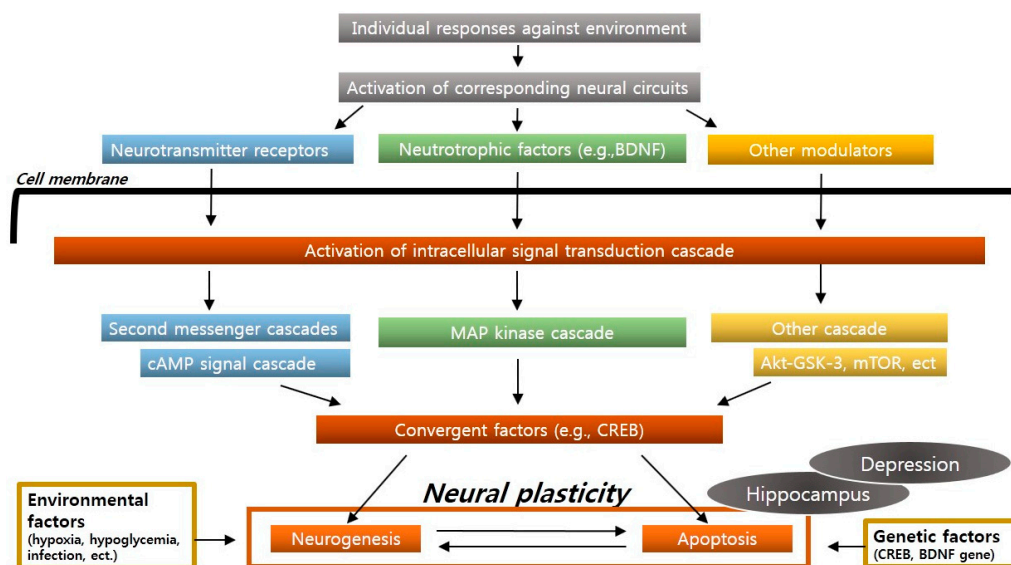 Individual responses against environment
Activation of corresponding neural circuits
Neurotransmitter receptors
Neutrotrophic factors (e.g.,BDNF)
Other modulators
Cell membrane
Activation of intracellular signal transduction cascade
Second messenger cascades
MAP kinase cascade
Other cascade
cAMP signal cascade
Akt-GSK-3, mTOR, ect
Convergent factors (e.g., CREB)
Depression
Hippocampus
Neural plasticity
Environmental
factors
(hypoxia, hypoglycemia,
infection, ect.)
Neurogenesis
Apoptosis
Genetic factors
(CREB, BDNF gene)